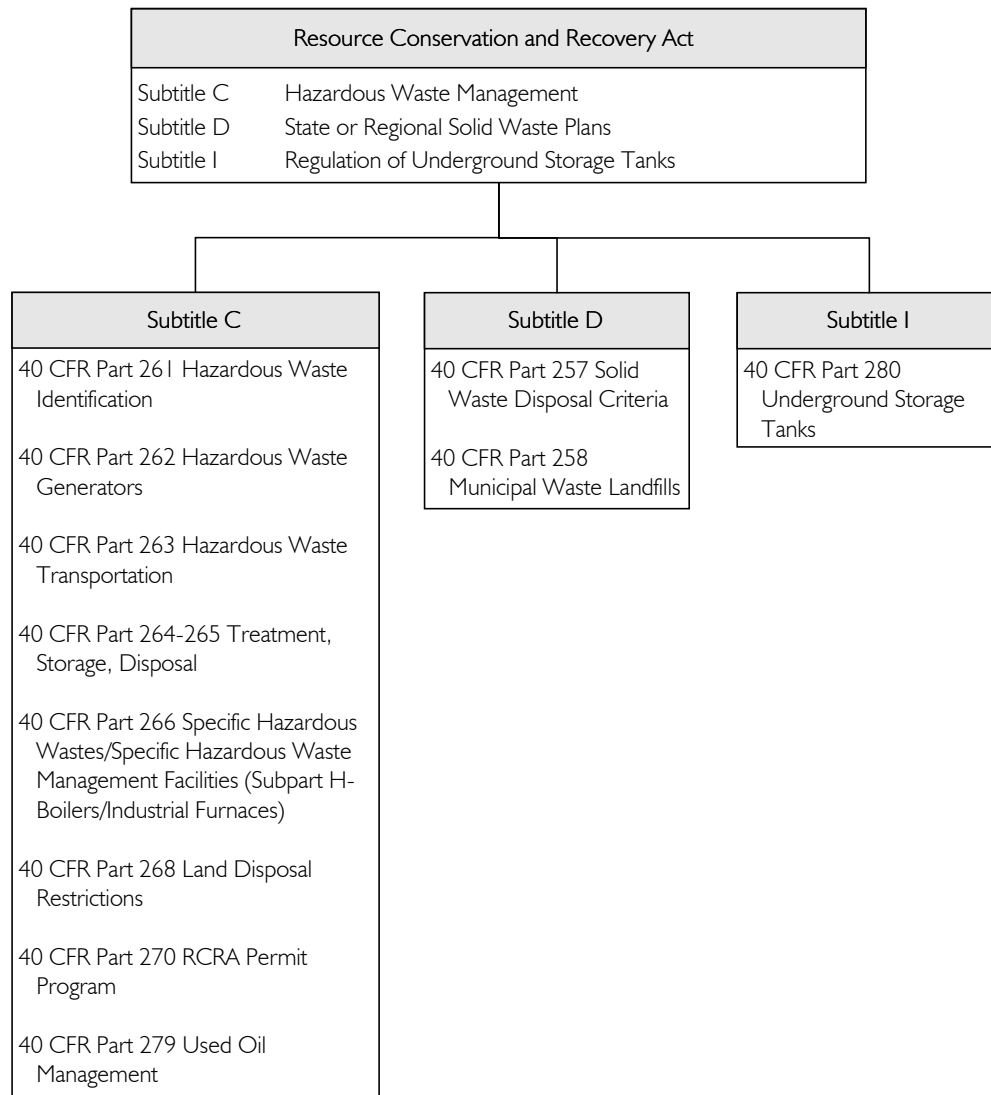 Resource Conservation and Recovery Act
Subtitle C Hazardous Waste Management
Subtitle D State or Regional Solid Waste Plans
Subtitle I Regulation of Underground Storage Tanks
Subtitle C
40 CFR Part 261 Hazardous Waste
Identification
40 CFR Part 262 Hazardous Waste
Generators
40 CFR Part 263 Hazardous Waste
Transportation
40 CFR Part 264-265 Treatment,
Storage, Disposal
40 CFR Part 266 Specific Hazardous
Wastes/Specific Hazardous Waste
Management Facilities (Subpart H-
Boilers/Industrial Furnaces)
40 CFR Part 268 Land Disposal
Restrictions
40 CFR Part 270 RCRA Permit
Program
40 CFR Part 279 Used Oil
Management
Subtitle D
40 CFR Part 257 Solid
Waste Disposal Criteria
40 CFR Part 258
Municipal Waste Landfills
Subtitle I
40 CFR Part 280
Underground Storage
Tanks